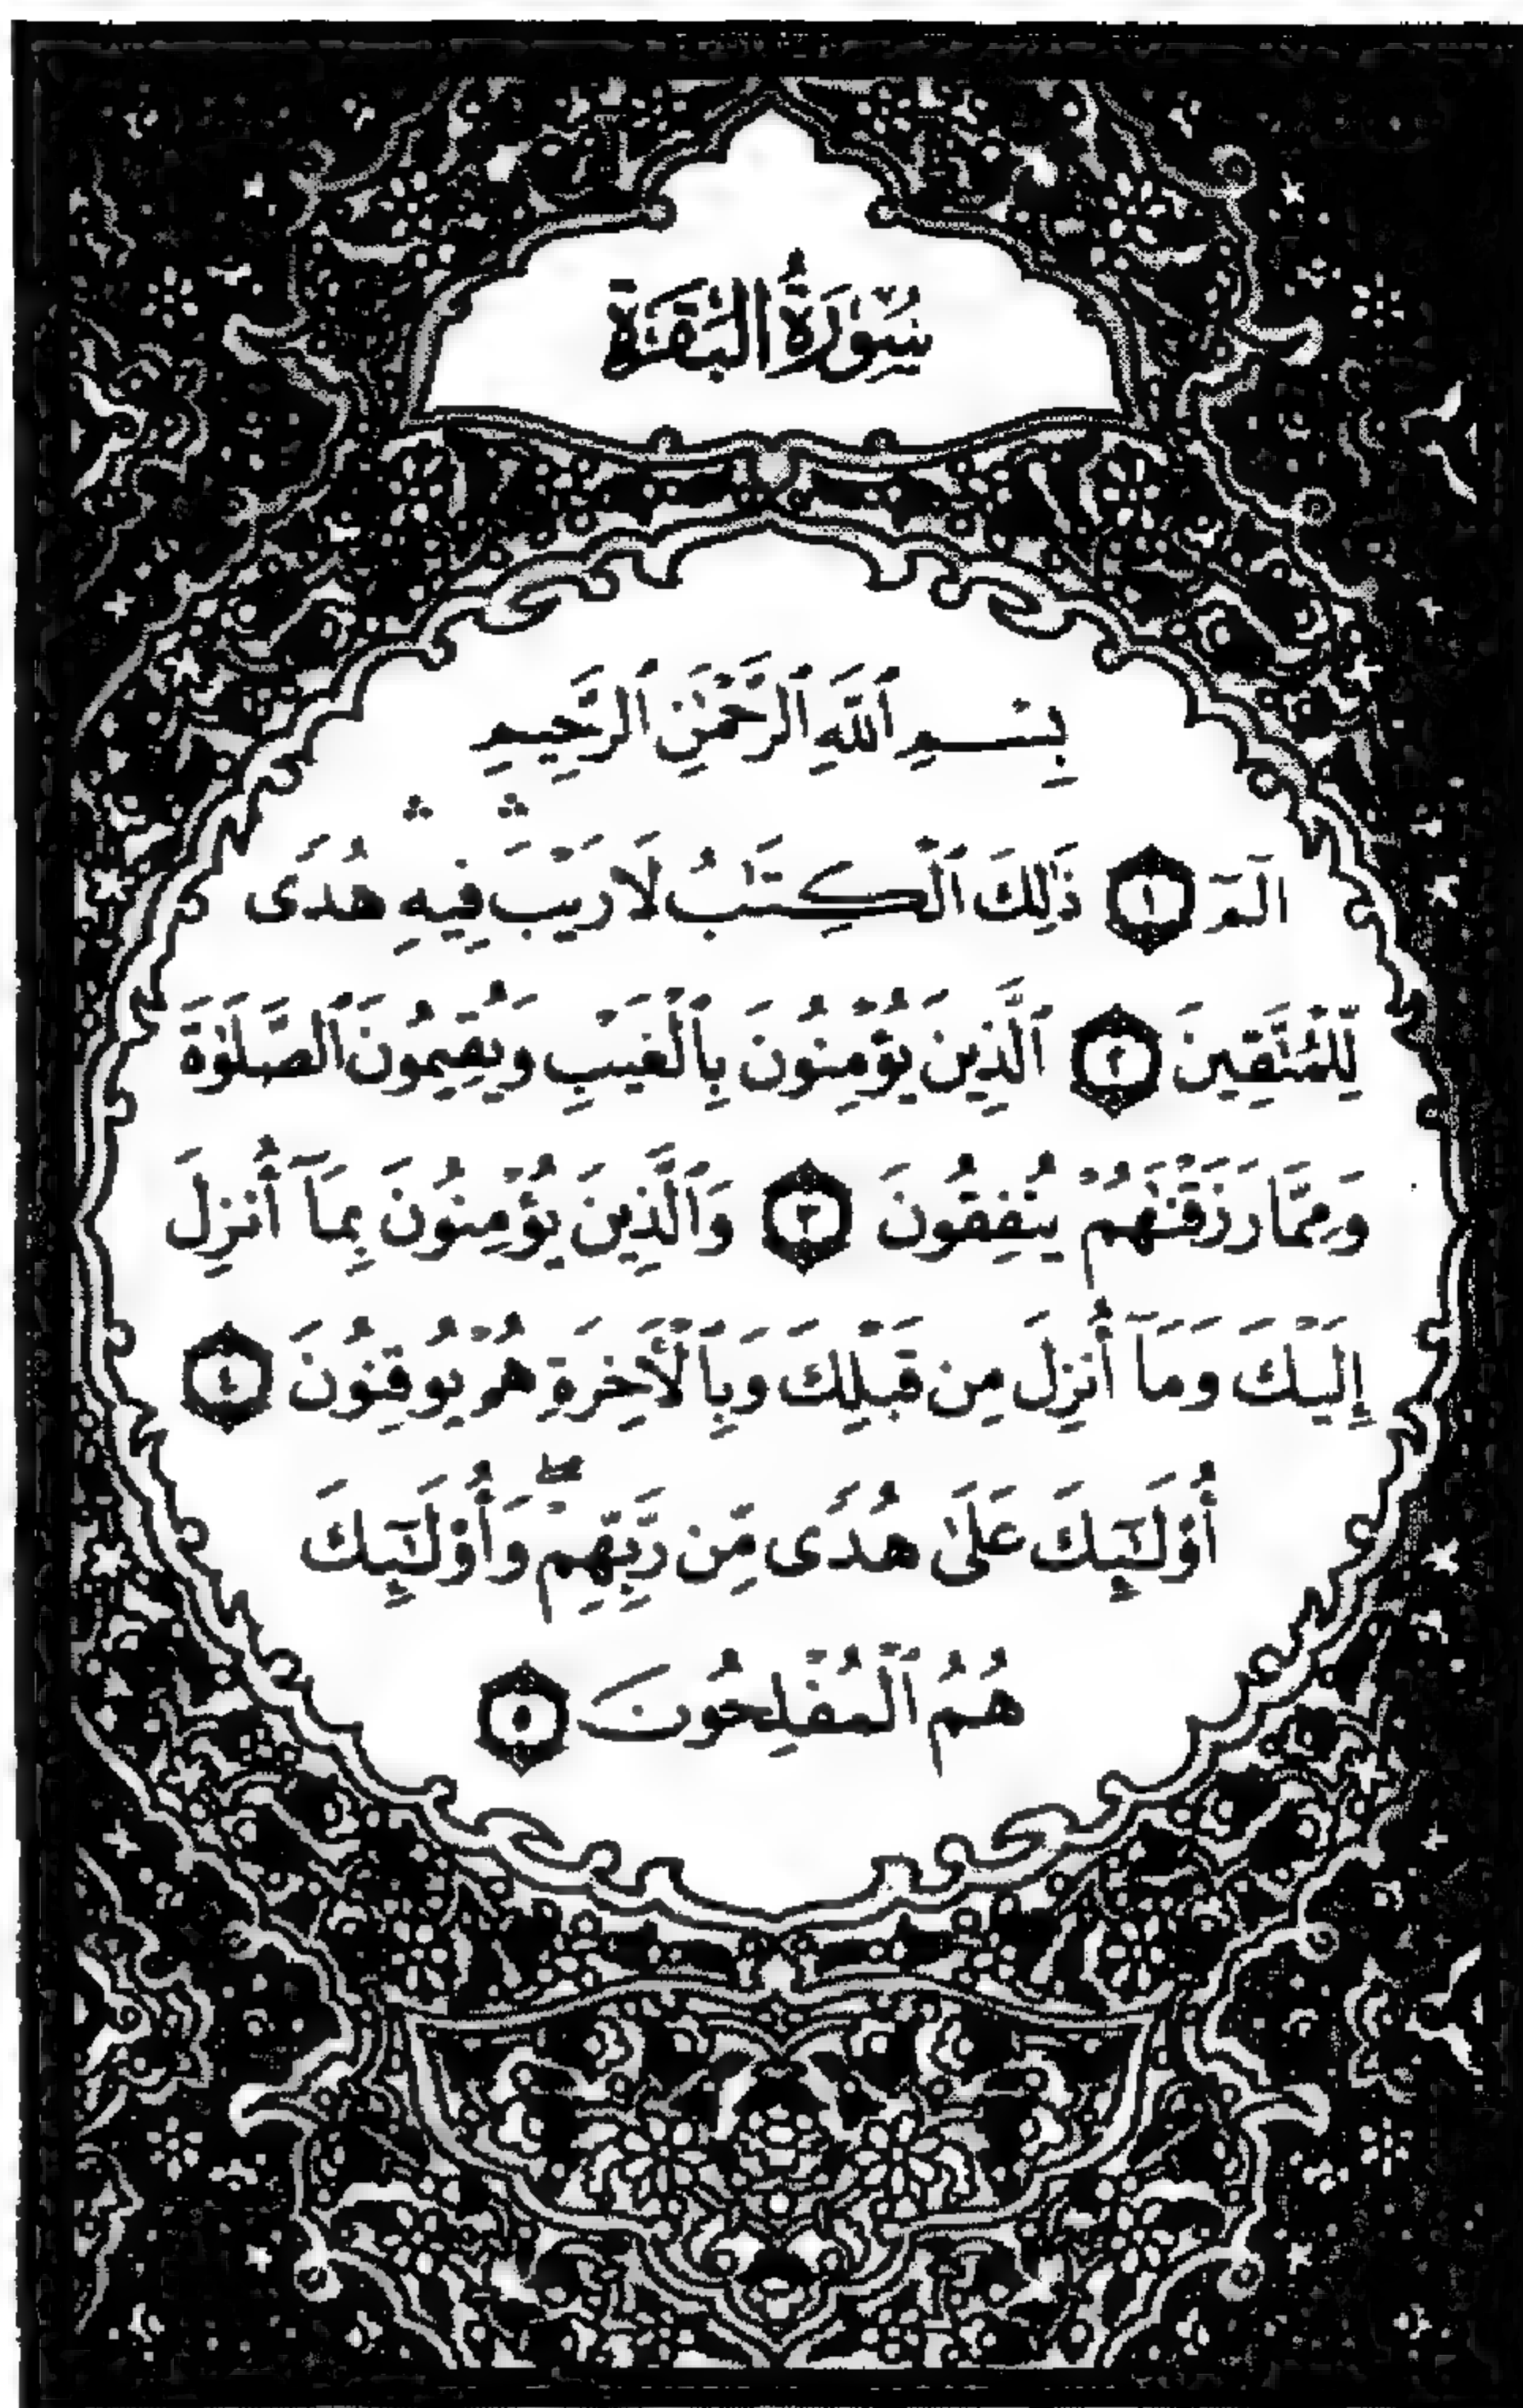 سُورَةُ البَقَرَةِ
بِسْمِ ٱللَّهِ ٱلرَّحْمَٰنِ ٱلرَّحِيمِ
الٓمٓ ١ ذَٰلِكَ ٱلْكِتَٰبُ لَا رَيْبَ ۛ فِيهِ ۛ هُدًى
لِّلْمُتَّقِينَ ٢ ٱلَّذِينَ يُؤْمِنُونَ بِٱلْغَيْبِ وَيُقِيمُونَ ٱلصَّلَوٰةَ
وَمِمَّا رَزَقْنَٰهُمْ يُنفِقُونَ ٣ وَٱلَّذِينَ يُؤْمِنُونَ بِمَآ أُنزِلَ
إِلَيْكَ وَمَآ أُنزِلَ مِن قَبْلِكَ وَبِٱلْأَخِرَةِ هُمْ يُوقِنُونَ ٤
أُوْلَٰٓئِكَ عَلَىٰ هُدًى مِّن رَّبِّهِمْ ۖ وَأُوْلَٰٓئِكَ
هُمُ ٱلْمُفْلِحُونَ ٥